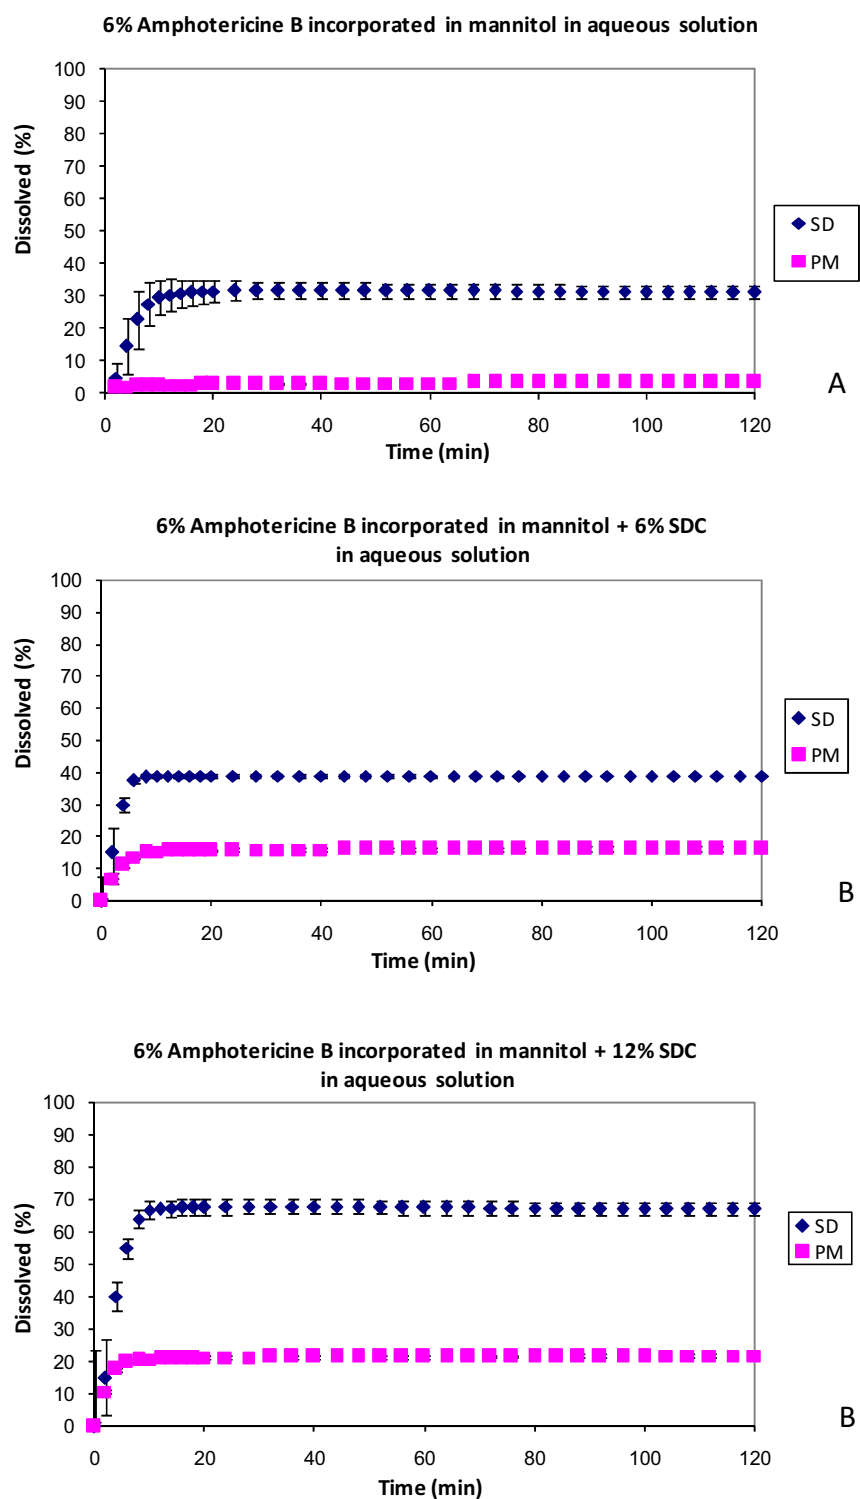 6% Amphotericine B incorporated in mannitol in aqueous solution
100
90
80
70
60
50
40
30
20
10
0
Dissolved (%)
0 20 40 60 80 100 120
Time (min)
SD
PM
A
6% Amphotericine B incorporated in mannitol + 6% SDC
in aqueous solution
100
90
80
70
60
50
40
30
20
10
0
Dissolved (%)
0 20 40 60 80 100 120
Time (min)
SD
PM
B
6% Amphotericine B incorporated in mannitol + 12% SDC
in aqueous solution
100
90
80
70
60
50
40
30
20
10
0
Dissolved (%)
0 20 40 60 80 100 120
Time (min)
SD
PM
B